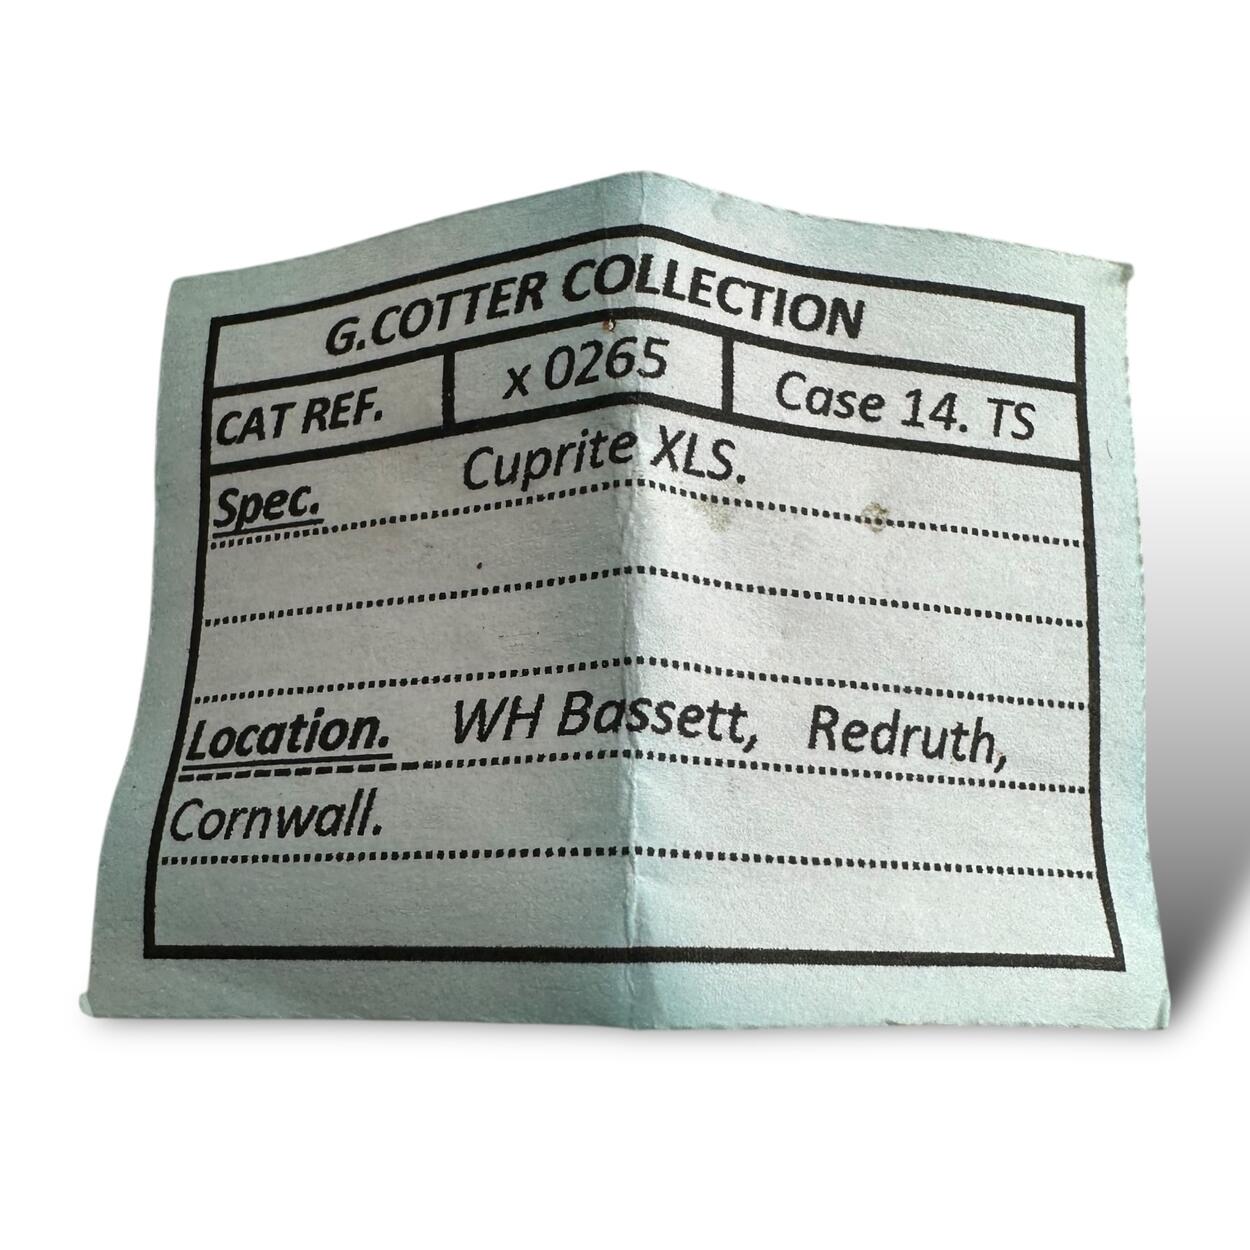 G.COTTER COLLECTION
CAT REF. x 0265 Case 14. TS
Spec. Cuprite XLS.
Location. WH Bassett, Redruth,
Cornwall.